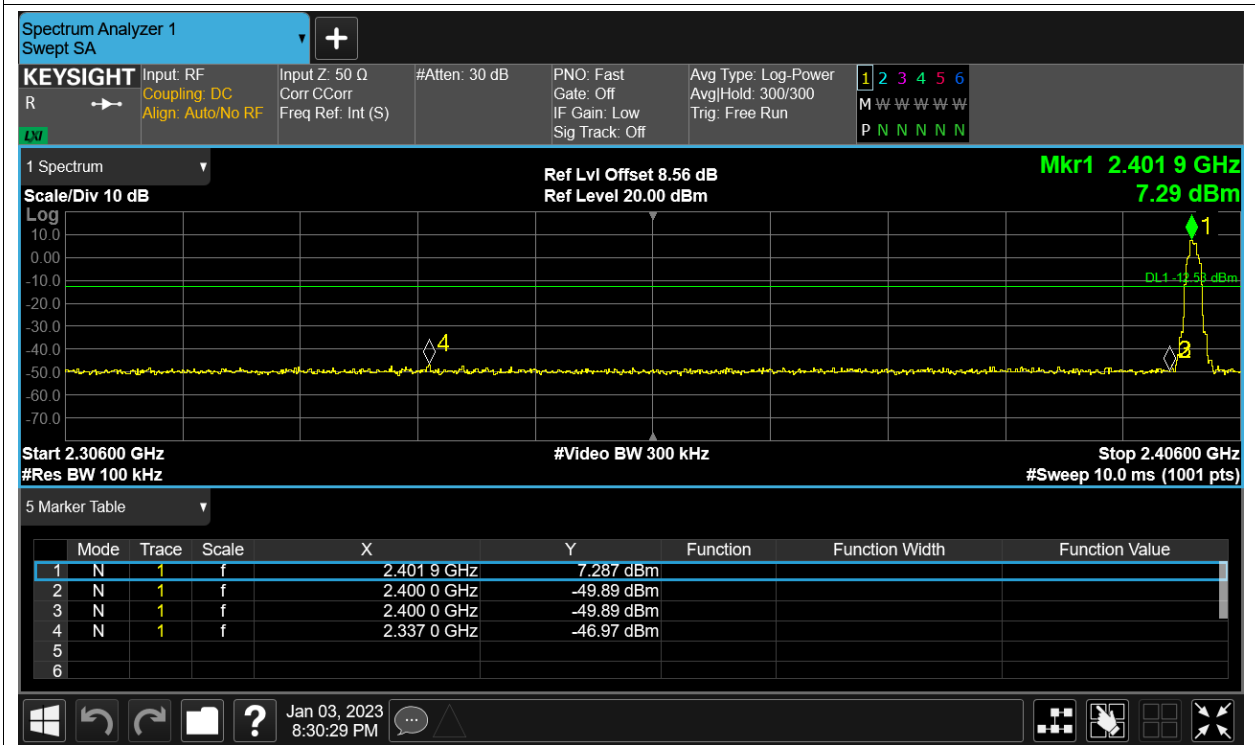 Spectrum Analyzer 1
Swept SA
KEYSIGHT Input: RF Input Z: 50 Ω #Atten: 30 dB PNO: Fast Avg Type: Log-Power 1 2 3 4 5 6
R Coupling: DC Corr CCorr Gate: Off Avg|Hold: 300/300 M W W W W W
Align: Auto/No RF Freq Ref: Int (S) IF Gain: Low Trig: Free Run
LXI Sig Track: Off P N N N N N
1 Spectrum Ref Lvl Offset 8.56 dB Mkr1 2.401 9 GHz
Scale/Div 10 dB Ref Level 20.00 dBm 7.29 dBm
Log
10.0 1
0.00
-10.0 DL1 -12.53 dBm
-20.0
-30.0
-40.0 4 2
-50.0
-60.0
-70.0
Start 2.30600 GHz #Video BW 300 kHz Stop 2.40600 GHz
#Res BW 100 kHz #Sweep 10.0 ms (1001 pts)
5 Marker Table
Mode Trace Scale X Y Function Function Width Function Value
1 N 1 f 2.401 9 GHz 7.287 dBm
2 N 1 f 2.400 0 GHz -49.89 dBm
3 N 1 f 2.400 0 GHz -49.89 dBm
4 N 1 f 2.337 0 GHz -46.97 dBm
5
6
? Jan 03, 2023
8:30:29 PM